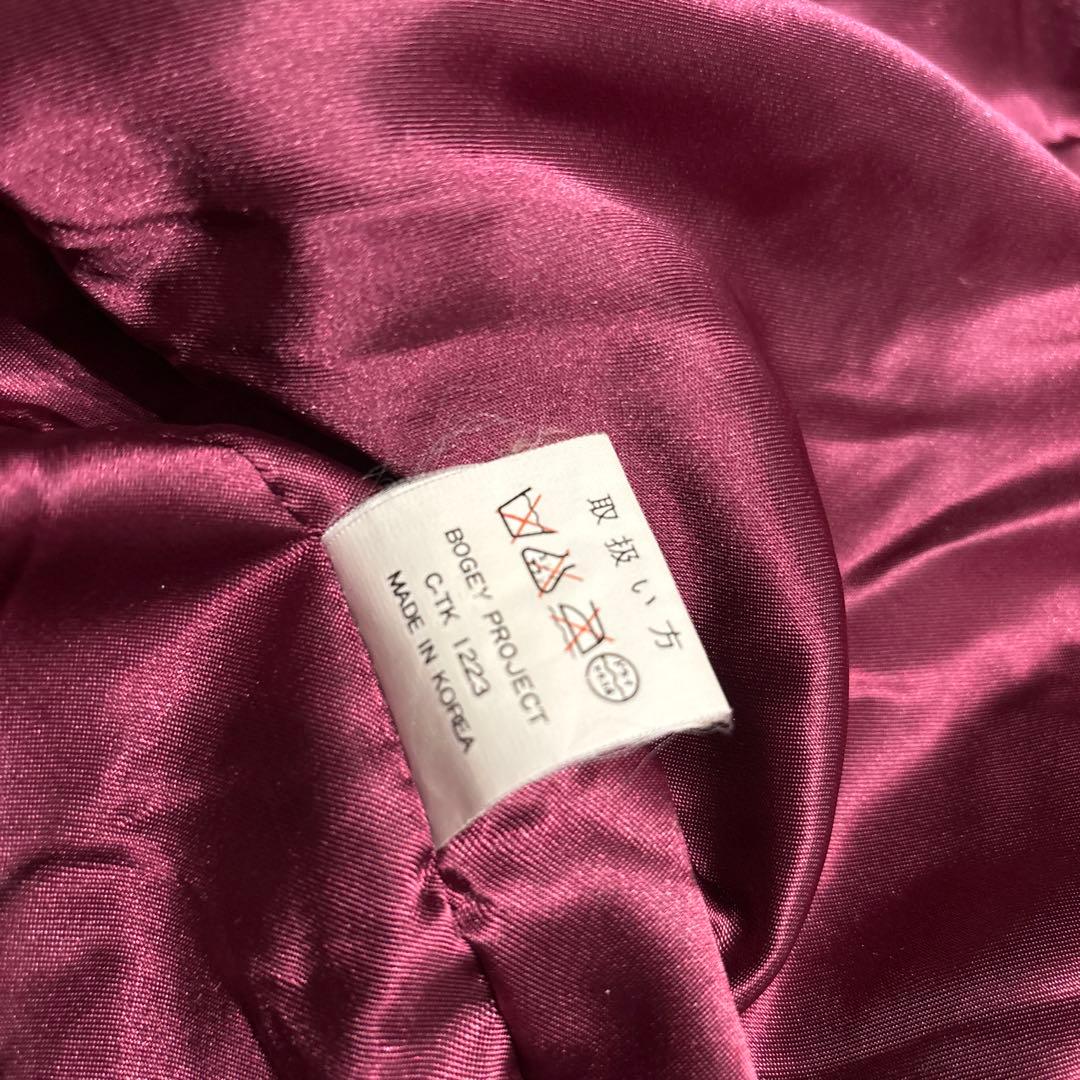 取扱い方
BOGEY PROJECT
C-TK 1223
MADE IN KOREA